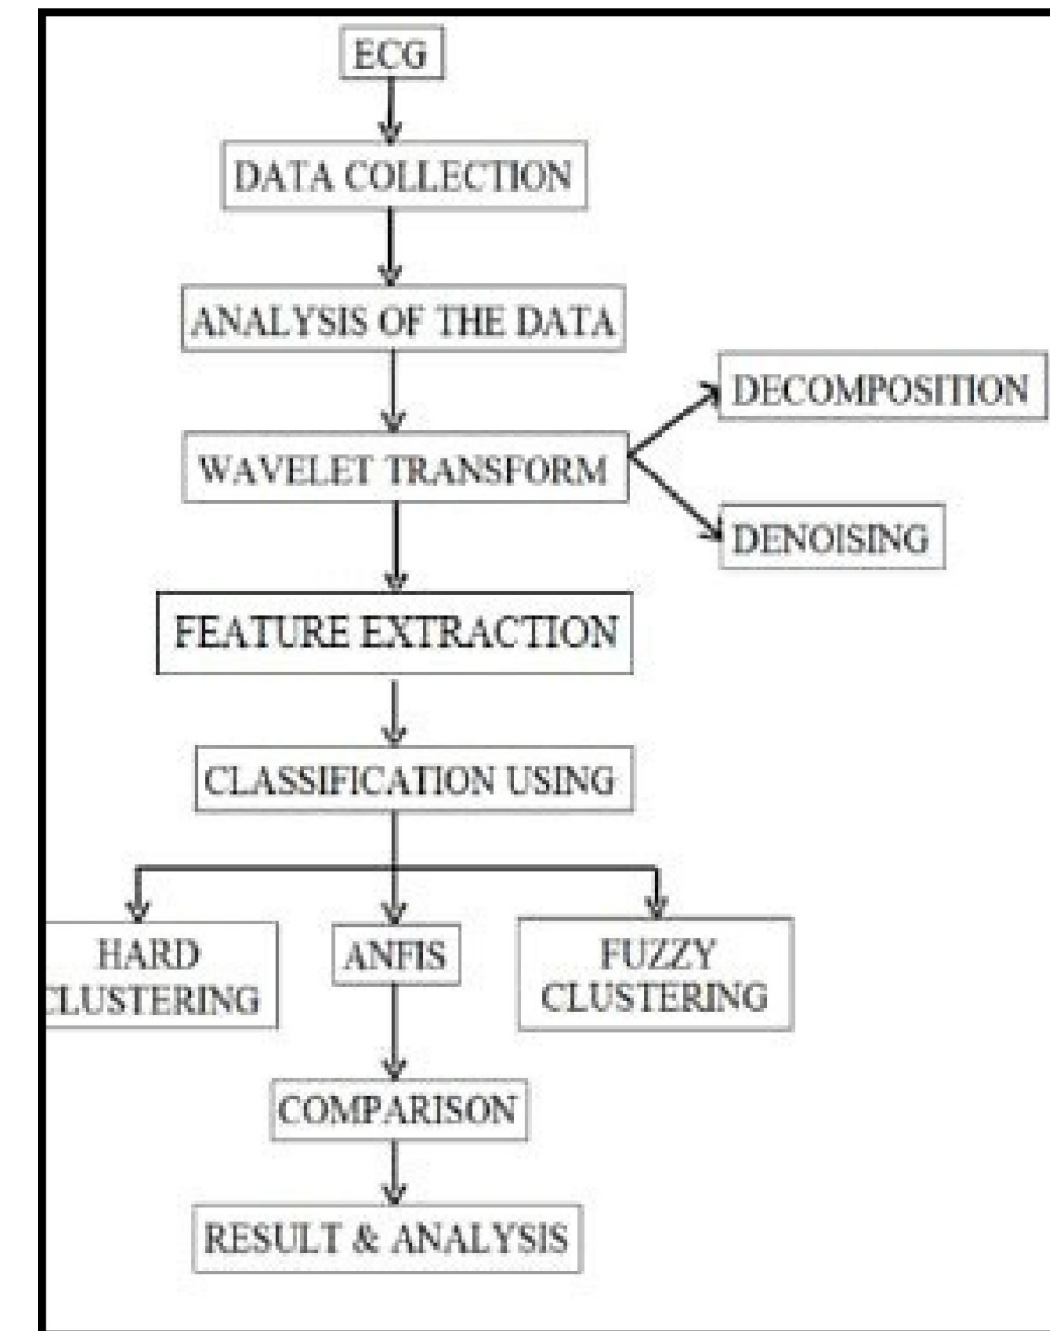 ECG
DATA COLLECTION
ANALYSIS OF THE DATA
DECOMPOSITION
WAVELET TRANSFORM
DENOISING
FEATURE EXTRACTION
CLASSIFICATION USING
HARD
CLUSTERING
ANFIS
FUZZY
CLUSTERING
COMPARISON
RESULT & ANALYSIS